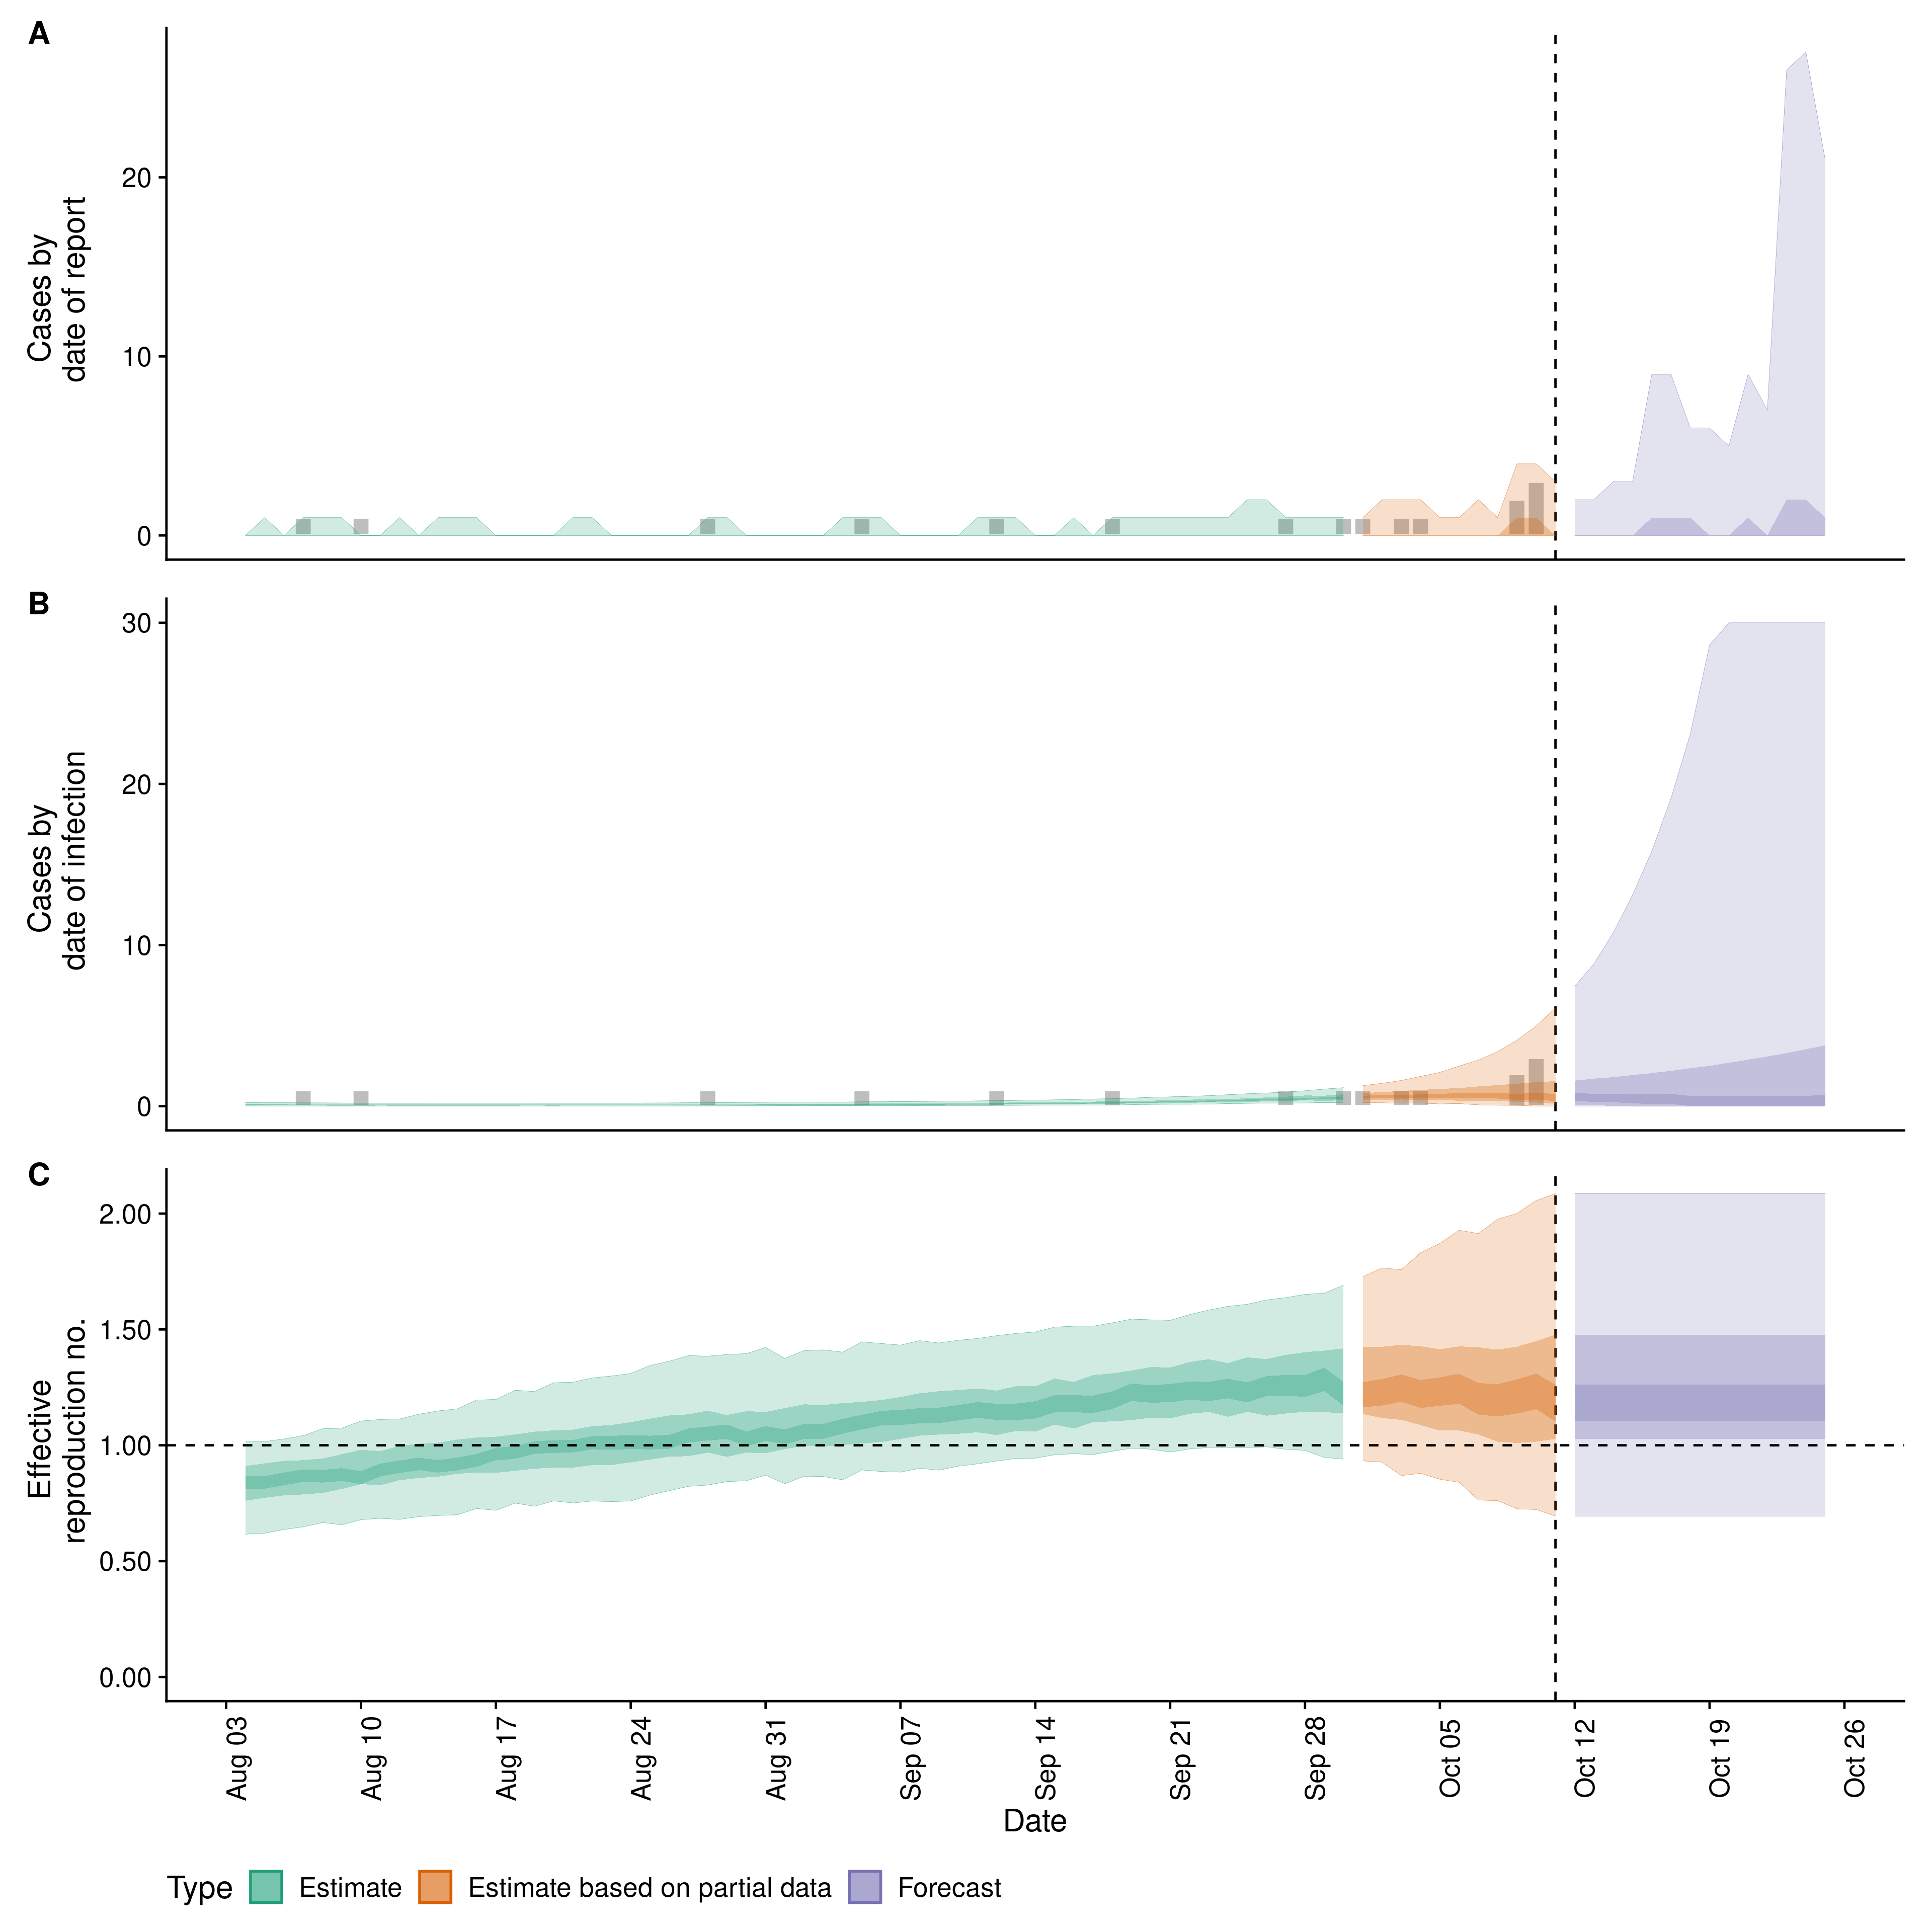 A
Cases by
date of report
20
10
0
B
Cases by
date of infection
30
20
10
0
C
Effective
reproduction no.
2.00
1.50
1.00
0.50
0.00
Aug 03
Aug 10
Aug 17
Aug 24
Aug 31
Sep 07
Sep 14
Sep 21
Sep 28
Oct 05
Oct 12
Oct 19
Oct 26
Date
Type Estimate Estimate based on partial data Forecast